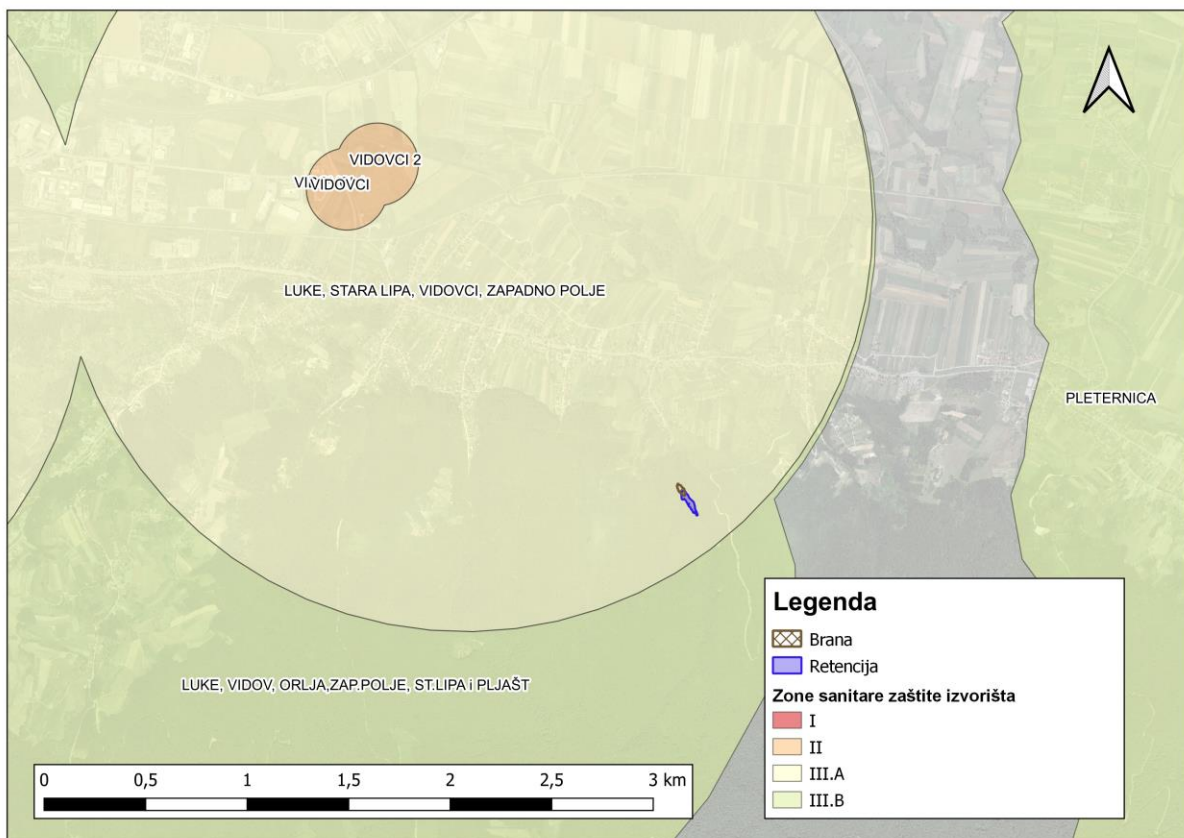 VIDOVCI 2
VIDOVCI
LUKE, STARA LIPA, VIDOVCI, ZAPADNO POLJE
PLETERNICA
LUKE, VIDOV, ORLJA,ZAP.POLJE, ST.LIPA i PLJAŠT
Legenda
Brana
Retencija
Zone sanitare zaštite izvorišta
I
II
III.A
III.B
0 0,5 1 1,5 2 2,5 3 km